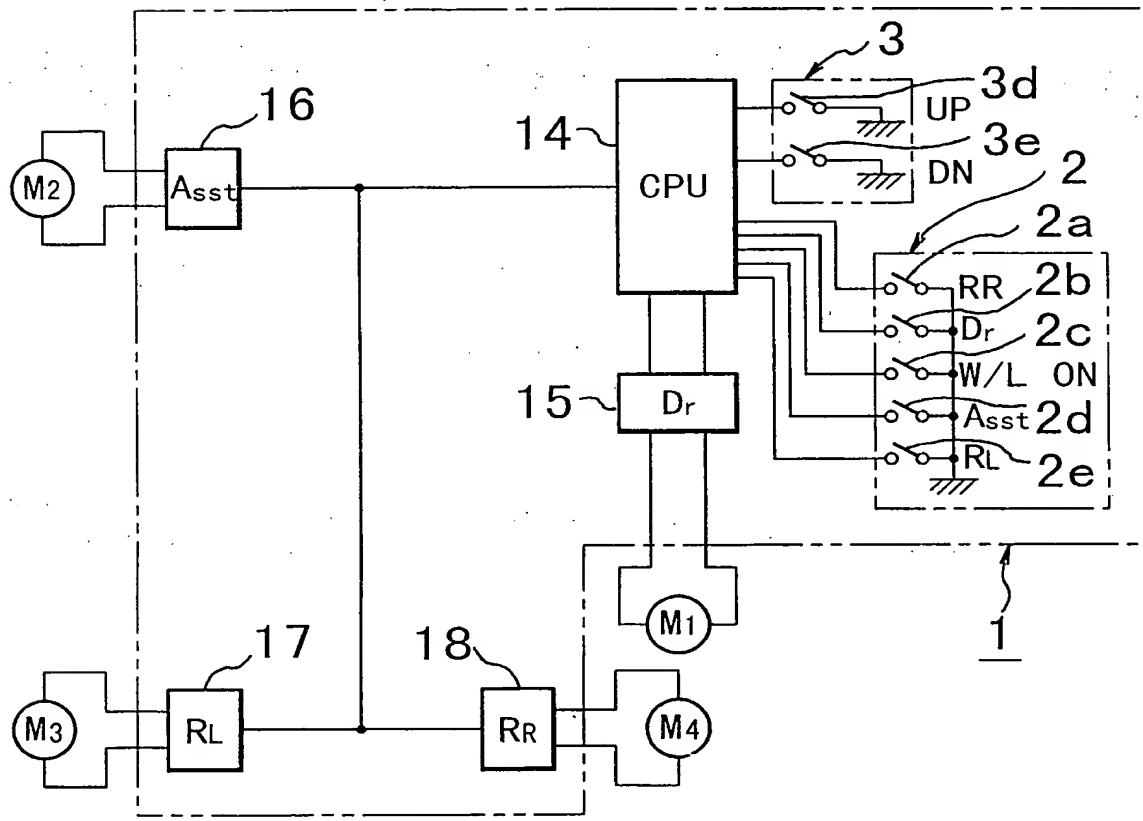 3
3d
UP
3e
DN
16
14
Asst
CPU
M2
2
2a
RR
2b
Dr
2c
W/L ON
Asst
2d
RL
2e
15
Dr
M1
1
17
18
M3
RL
RR
M4